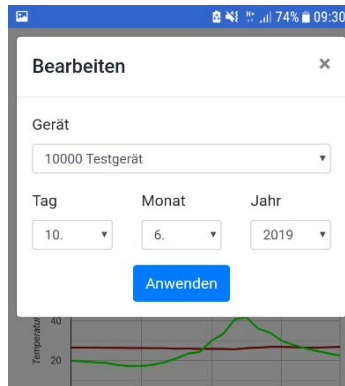 74% 09:30
Bearbeiten ×
Gerät
10000 Testgerät
Tag Monat Jahr
10. 6. 2019
Anwenden
40
Temperatur
20